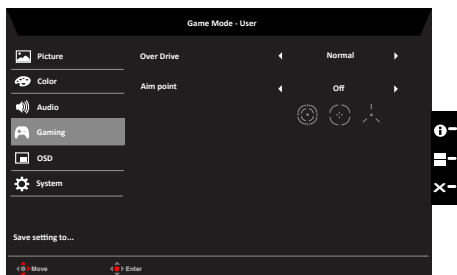 Game Mode - User
Picture
Over Drive Normal
Color
Aim point Off
Audio
Gaming
OSD
System
Save setting to...
Move Enter